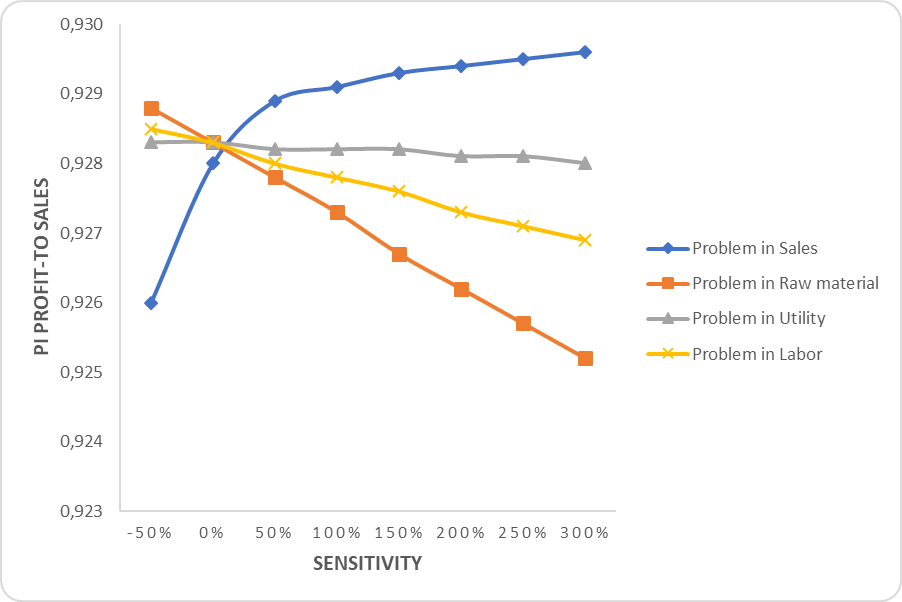 0,930
0,929
0,928
0,927
0,926
0,925
0,924
0,923
PI PROFIT-TO SALES
-50% 0% 50% 100% 150% 200% 250% 300%
SENSITIVITY
Problem in Sales
Problem in Raw material
Problem in Utility
Problem in Labor